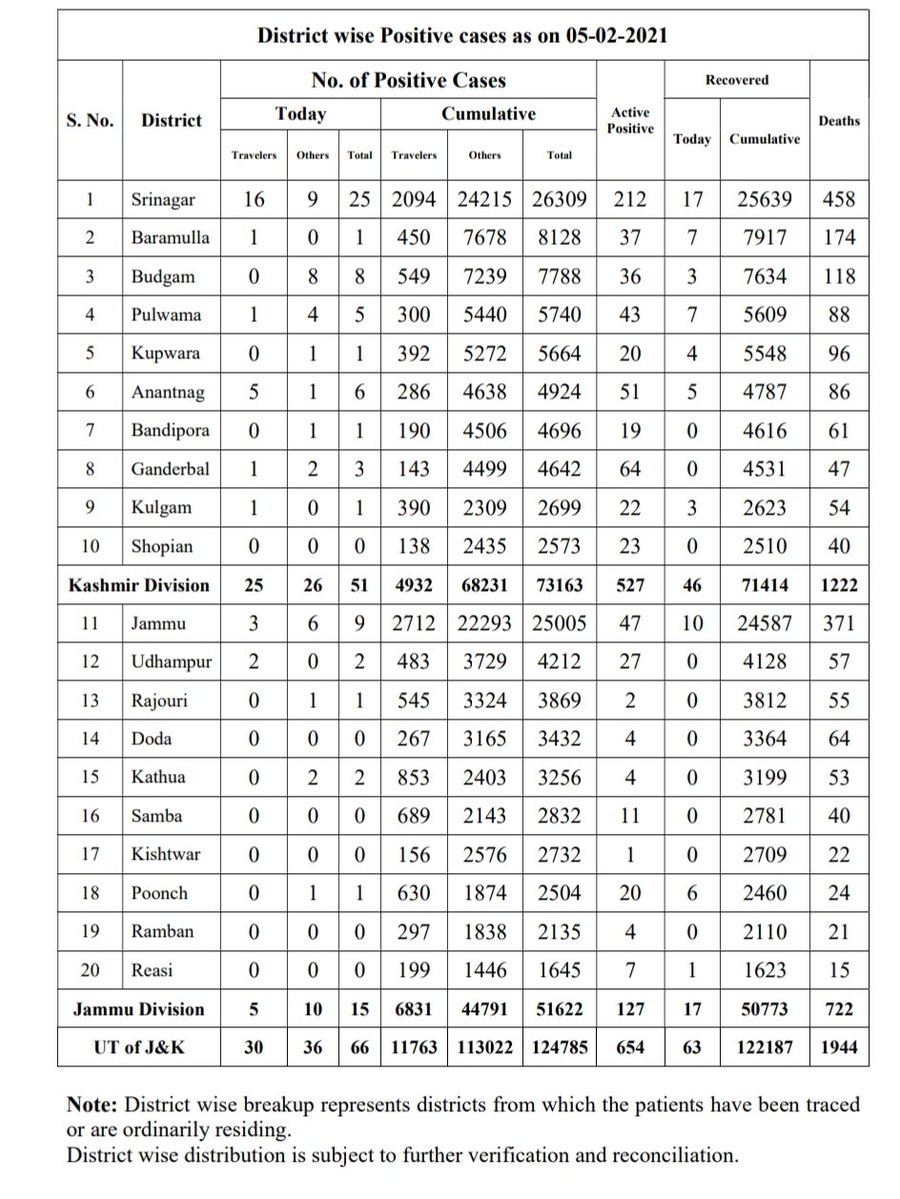 District wise Positive cases as on 05-02-2021
S. No. District No. of Positive Cases Active Positive Recovered Deaths
Today Cumulative Today Cumulative
Travelers Others Total Travelers Others Total
1 Srinagar 16 9 25 2094 24215 26309 212 17 25639 458
2 Baramulla 1 0 1 450 7678 8128 37 7 7917 174
3 Budgam 0 8 8 549 7239 7788 36 3 7634 118
4 Pulwama 1 4 5 300 5440 5740 43 7 5609 88
5 Kupwara 0 1 1 392 5272 5664 20 4 5548 96
6 Anantnag 5 1 6 286 4638 4924 51 5 4787 86
7 Bandipora 0 1 1 190 4506 4696 19 0 4616 61
8 Ganderbal 1 2 3 143 4499 4642 64 0 4531 47
9 Kulgam 1 0 1 390 2309 2699 22 3 2623 54
10 Shopian 0 0 0 138 2435 2573 23 0 2510 40
Kashmir Division 25 26 51 4932 68231 73163 527 46 71414 1222
11 Jammu 3 6 9 2712 22293 25005 47 10 24587 371
12 Udhampur 2 0 2 483 3729 4212 27 0 4128 57
13 Rajouri 0 1 1 545 3324 3869 2 0 3812 55
14 Doda 0 0 0 267 3165 3432 4 0 3364 64
15 Kathua 0 2 2 853 2403 3256 4 0 3199 53
16 Samba 0 0 0 689 2143 2832 11 0 2781 40
17 Kishtwar 0 0 0 156 2576 2732 1 0 2709 22
18 Poonch 0 1 1 630 1874 2504 20 6 2460 24
19 Ramban 0 0 0 297 1838 2135 4 0 2110 21
20 Reasi 0 0 0 199 1446 1645 7 1 1623 15
Jammu Division 5 10 15 6831 44791 51622 127 17 50773 722
UT of J&K 30 36 66 11763 113022 124785 654 63 122187 1944
Note: District wise breakup represents districts from which the patients have been traced
or are ordinarily residing.
District wise distribution is subject to further verification and reconciliation.